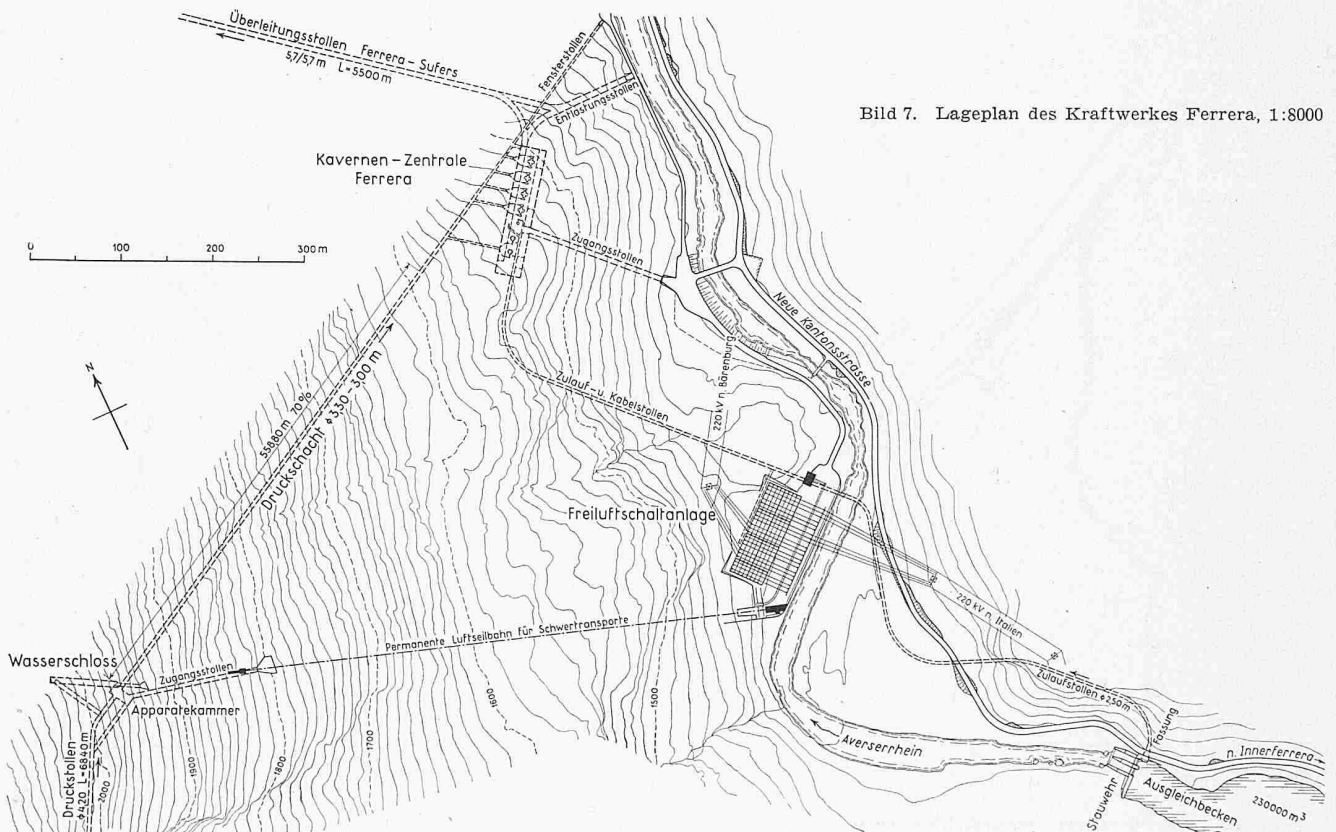 Überleitungsstollen Ferrera-Sufers
5,7/5,7 m L=5500m
Fensterstollen
Entlastungsstollen
Bild 7. Lageplan des Kraftwerkes Ferrera, 1:8000
Kavernen-Zentrale
Ferrera
0 100 200 300 m
Zugangsstollen
Neue Kantonsstrasse
N
220 kV n. Bärenburg
Zulauf-u. Kabelstollen
558,80 m 70%
Druckschacht ϕ 3,30-3,00 m
Freiluftschaltanlage
220 kV n. Italien
Permanente Luftseilbahn für Schwertransporte
Wasserschloss
Zugangsstollen
Apparatekammer
Zulaufstollen ϕ 2,50 m
Fassung
Averserrhein
n. Innerferrera
Stauwehr
Ausgleichbecken
230000 m³
Druckstollen
ϕ 4,20 L=6840 m
2000
1900
1800
1700
1600
1500